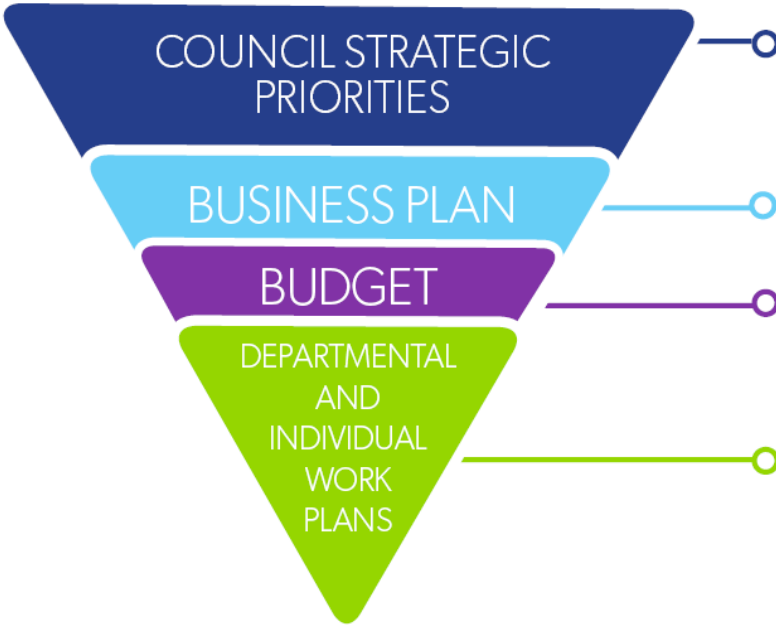 COUNCIL STRATEGIC
PRIORITIES
BUSINESS PLAN
BUDGET
DEPARTMENTAL
AND
INDIVIDUAL
WORK
PLANS